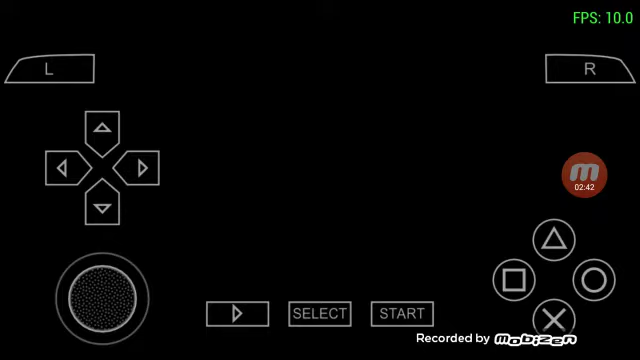 FPS: 10.0
L
R
m
02:42
SELECT
START
Recorded by mobizen